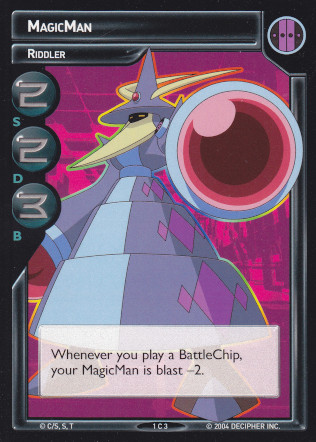 MAGICMAN
RIDDLER
2
S
2
D
3
B
Whenever you play a BattleChip,
your MagicMan is blast –2.
© C/S, S, T
1 C 3
© 2004 DECIPHER INC.